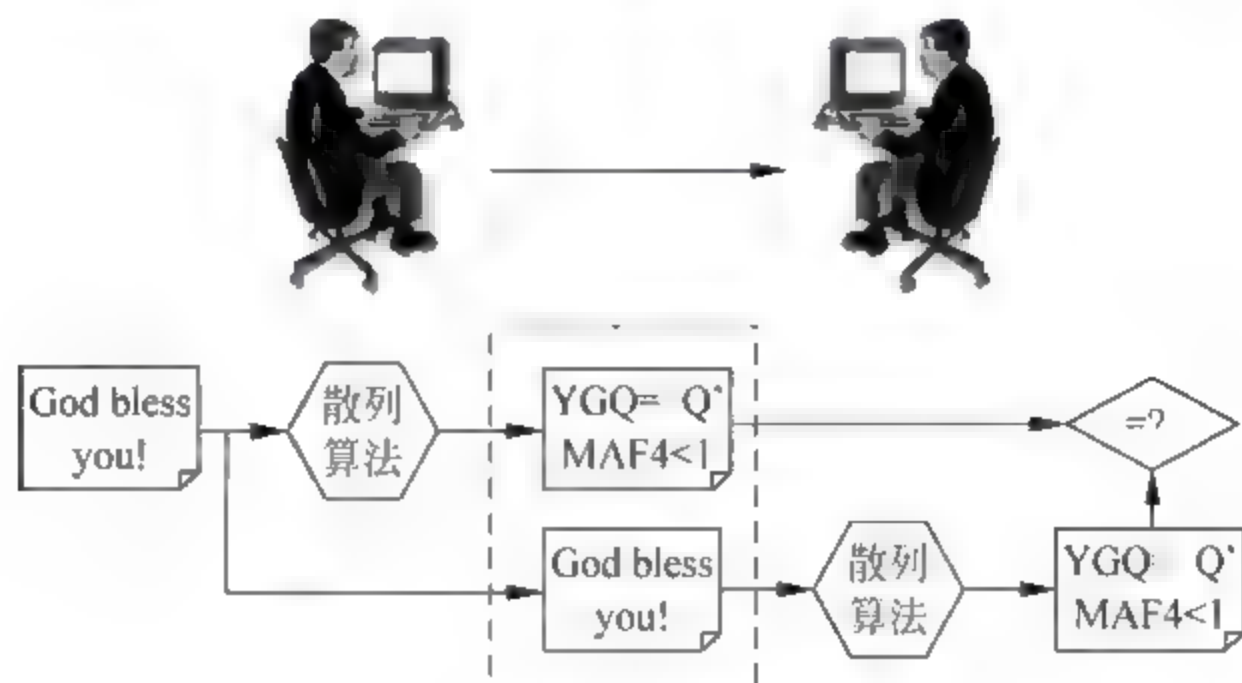 God bless
you!
散列
算法
YGQ= Q'
MAF4<1
=?
God bless
you!
散列
算法
YGQ Q'
MAF4<1